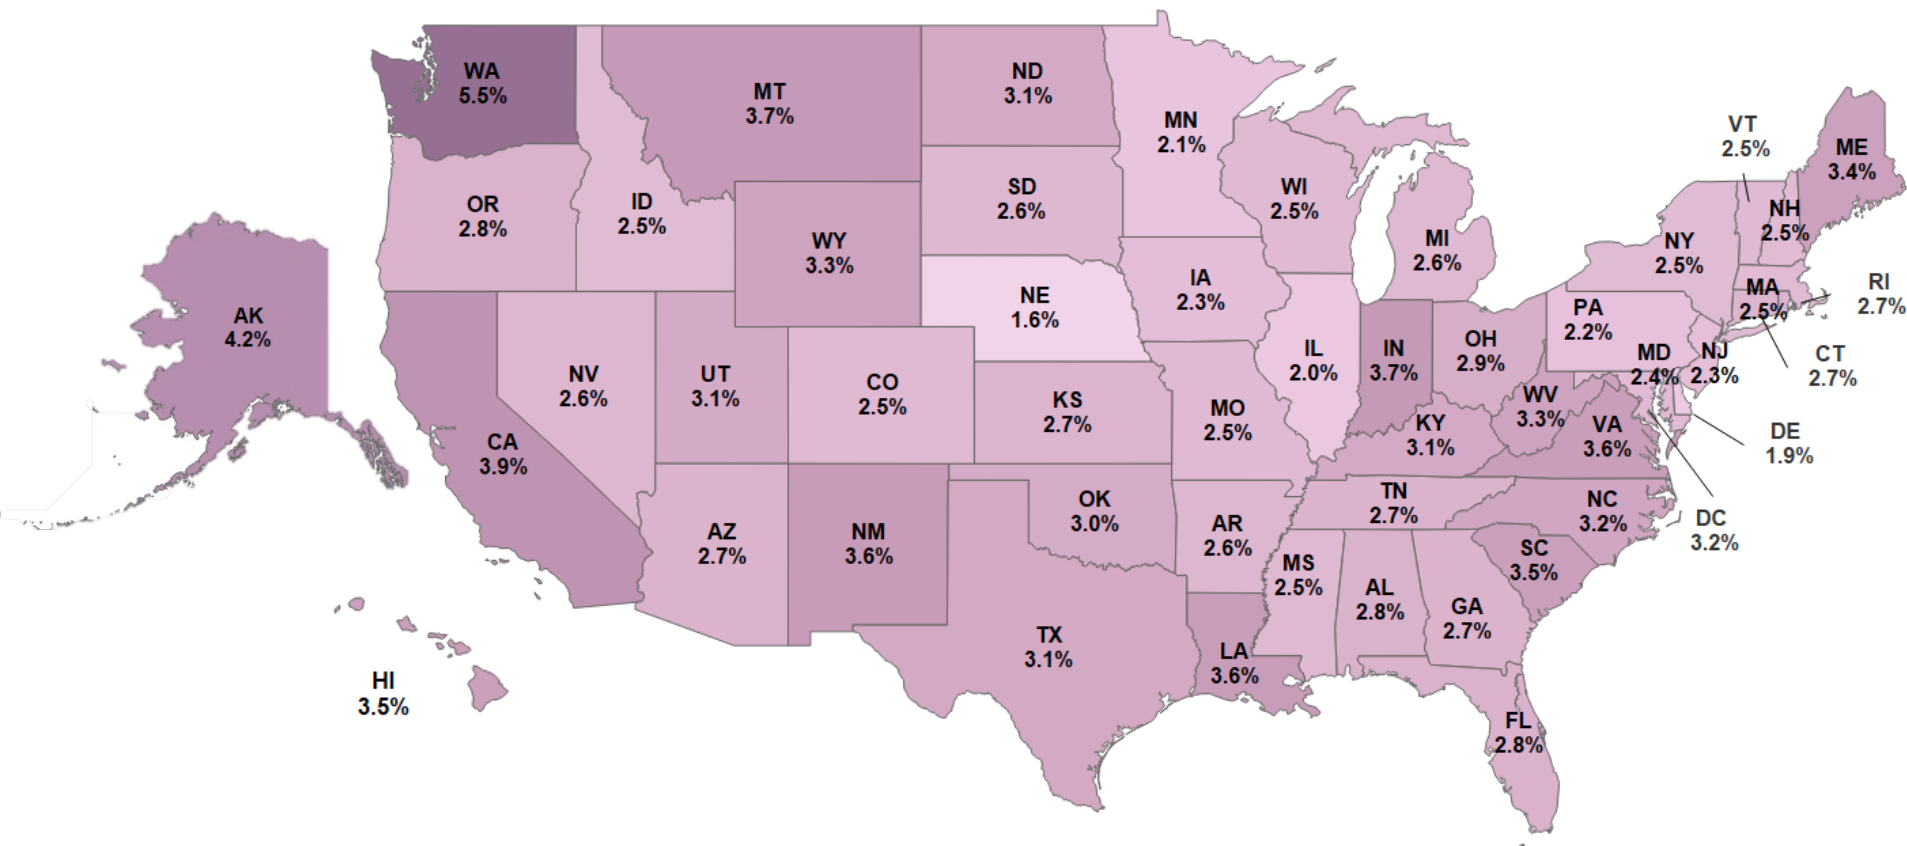 WA
5.5%
MT
3.7%
ND
3.1%
MN
2.1%
VT
2.5%
ME
3.4%
OR
2.8%
ID
2.5%
SD
2.6%
WI
2.5%
MI
2.6%
NH
2.5%
NY
2.5%
WY
3.3%
AK
4.2%
NE
1.6%
IA
2.3%
MA
2.5%
RI
2.7%
PA
2.2%
CT
2.7%
NV
2.6%
UT
3.1%
CO
2.5%
IL
2.0%
IN
3.7%
OH
2.9%
MD
2.4%
NJ
2.3%
CA
3.9%
KS
2.7%
MO
2.5%
KY
3.1%
WV
3.3%
VA
3.6%
DE
1.9%
AZ
2.7%
NM
3.6%
OK
3.0%
AR
2.6%
TN
2.7%
NC
3.2%
DC
3.2%
MS
2.5%
AL
2.8%
GA
2.7%
SC
3.5%
HI
3.5%
TX
3.1%
LA
3.6%
FL
2.8%